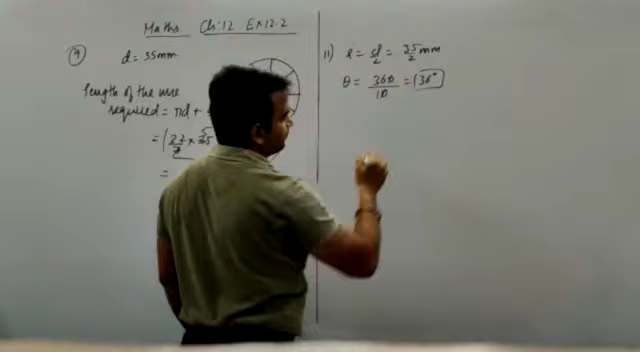 Maths Ch:12 Ex 12.2
9) d = 35mm
length of the wire
required = πd +
= (22/7 × 35
=
ii) r = d/2 = 35/2 mm
θ = 360/10 = 36°